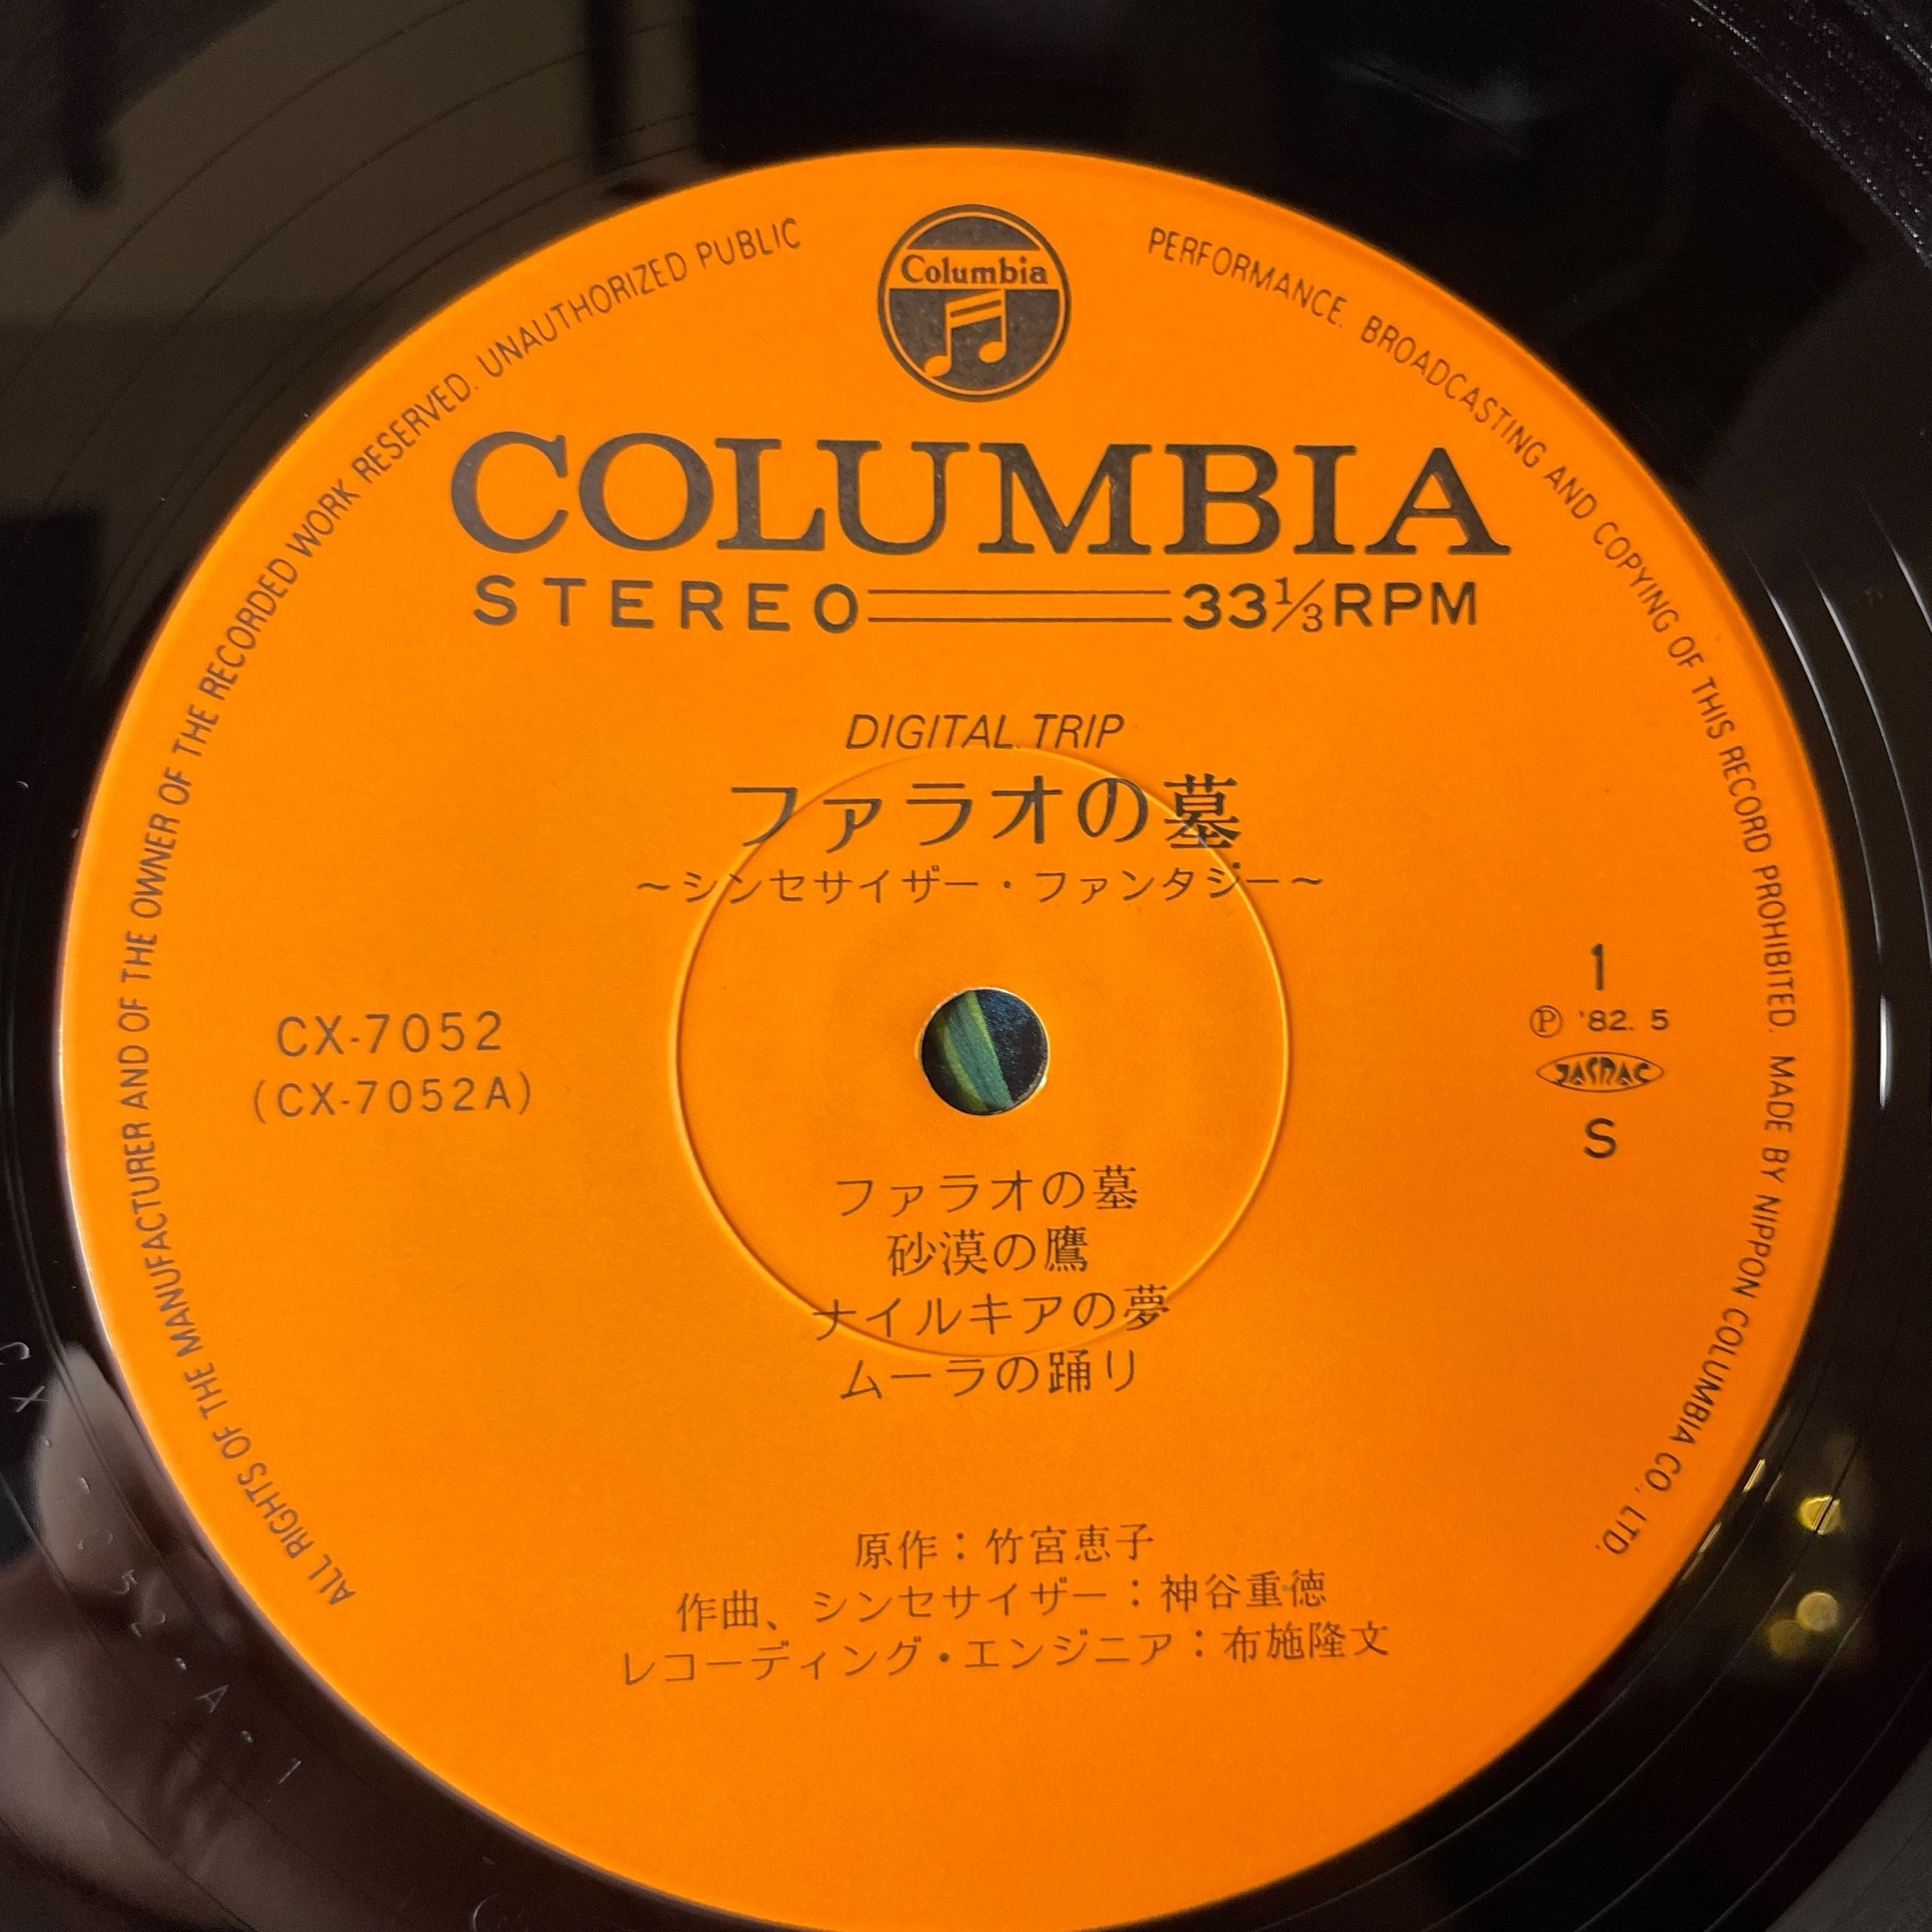 Columbia
COLUMBIA
STEREO 33⅓RPM
DIGITAL TRIP
ファラオの墓
〜シンセサイザー・ファンタジー〜
CX-7052
(CX-7052A)
1
Ⓟ '82. 5
JASRAC
S
ファラオの墓
砂漠の鷹
ナイルキアの夢
ムーラの踊り
原作：竹宮恵子
作曲、シンセサイザー：神谷重徳
レコーディング・エンジニア：布施隆文
ALL RIGHTS OF THE MANUFACTURER AND OF THE OWNER OF THE RECORDED WORK RESERVED. UNAUTHORIZED PUBLIC PERFORMANCE. BROADCASTING AND COPYING OF THIS RECORD PROHIBITED. MADE BY NIPPON COLUMBIA CO., LTD.